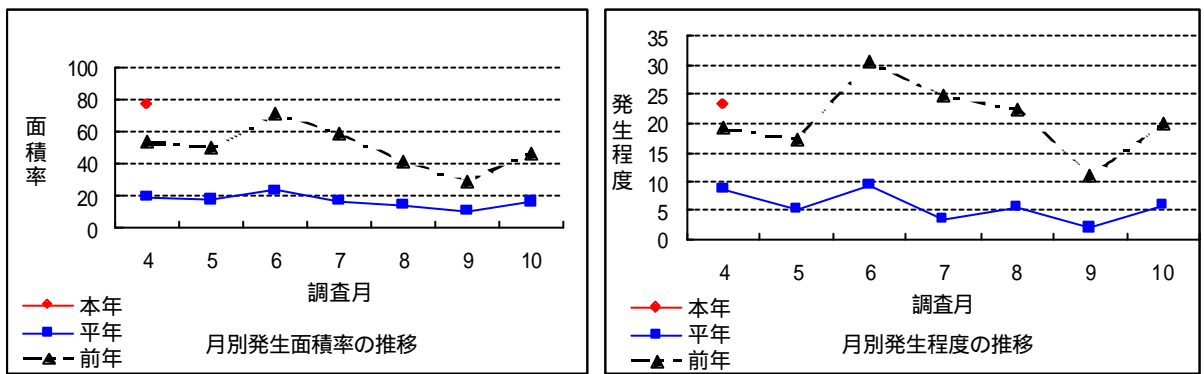 100
80
60
40
20
0
面積率
4 5 6 7 8 9 10
調査月
本年
平年
前年
月別発生面積率の推移
35
30
25
20
15
10
5
0
発生程度
4 5 6 7 8 9 10
調査月
本年
平年
前年
月別発生程度の推移